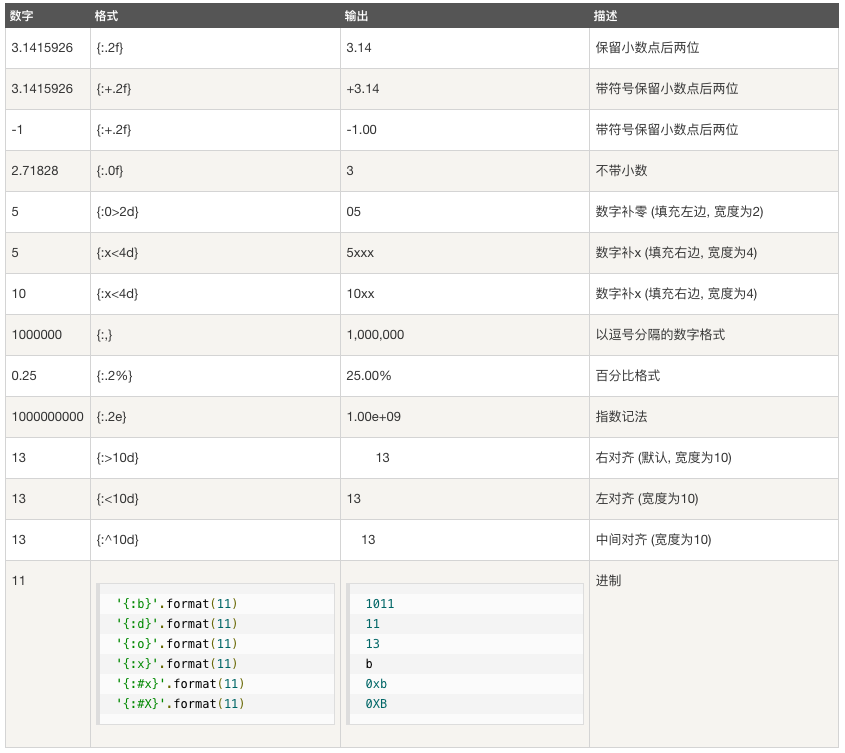 数字 格式 输出 描述
3.1415926 {:.2f} 3.14 保留小数点后两位
3.1415926 {:+.2f} +3.14 带符号保留小数点后两位
-1 {:+.2f} -1.00 带符号保留小数点后两位
2.71828 {:.0f} 3 不带小数
5 {:0>2d} 05 数字补零 (填充左边, 宽度为2)
5 {:x<4d} 5xxx 数字补x (填充右边, 宽度为4)
10 {:x<4d} 10xx 数字补x (填充右边, 宽度为4)
1000000 {:,} 1,000,000 以逗号分隔的数字格式
0.25 {:.2%} 25.00% 百分比格式
1000000000 {:.2e} 1.00e+09 指数记法
13 {:>10d} 13 右对齐 (默认, 宽度为10)
13 {:<10d} 13 左对齐 (宽度为10)
13 {:^10d} 13 中间对齐 (宽度为10)
11 进制
'{:b}'.format(11) 1011
'{:d}'.format(11) 11
'{:o}'.format(11) 13
'{:x}'.format(11) b
'{:#x}'.format(11) 0xb
'{:#X}'.format(11) 0XB